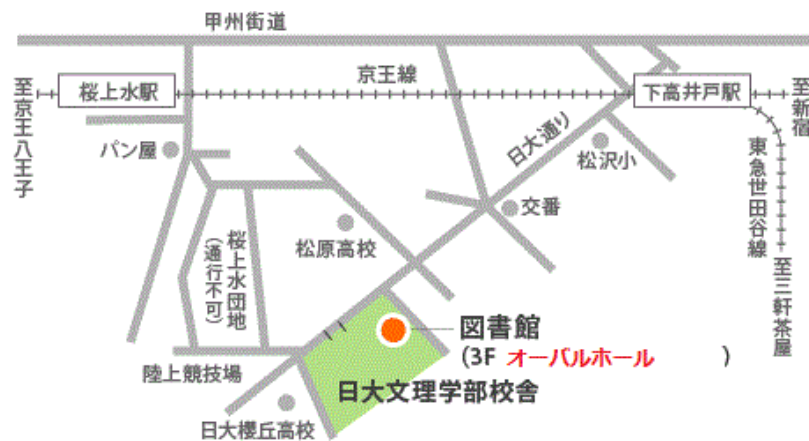 甲州街道
京王線
至京王八王子
桜上水駅
下高井戸駅
至新宿
パン屋
日大通り
松沢小
東急世田谷線
交番
松原高校
桜上水団地
(通行不可)
至三軒茶屋
図書館
(3F オーバルホール )
陸上競技場
日大文理学部校舎
日大櫻丘高校